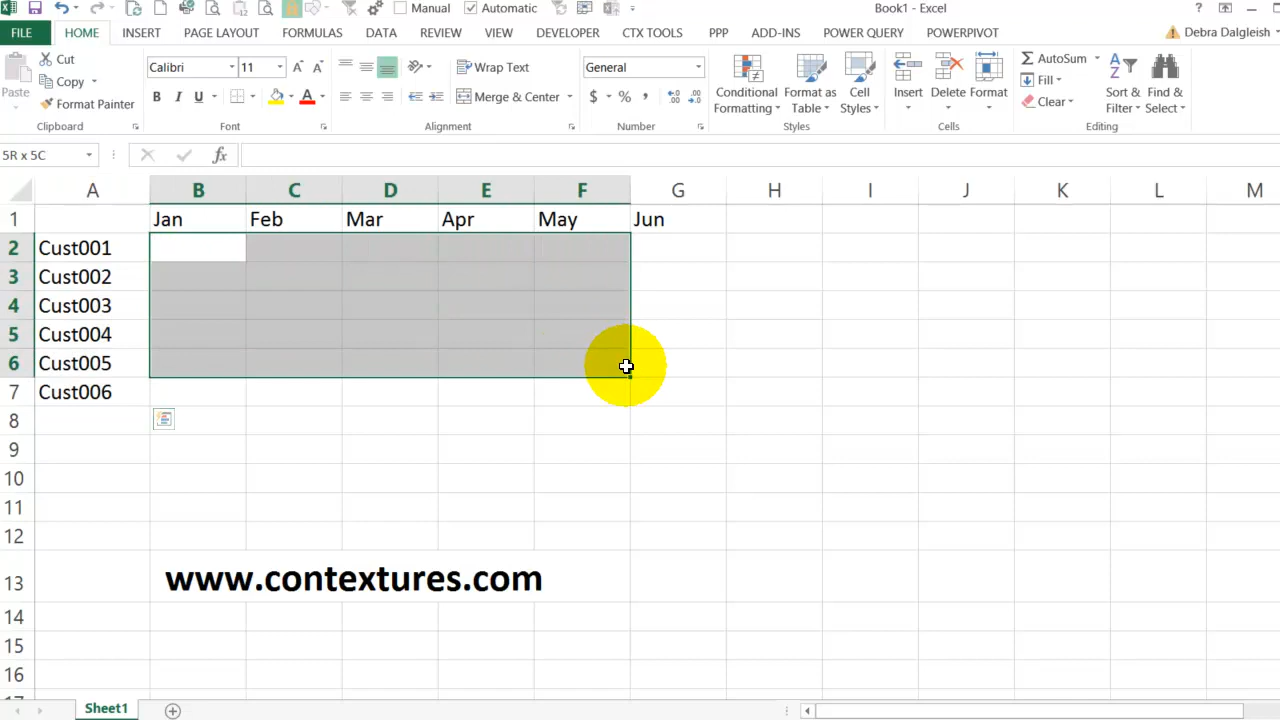 Manual
Automatic
Book1 - Excel
?
FILE
HOME
INSERT
PAGE LAYOUT
FORMULAS
DATA
REVIEW
VIEW
DEVELOPER
CTX TOOLS
PPP
ADD-INS
POWER QUERY
POWERPIVOT
Debra Dalgleish
Paste
Cut
Copy
Format Painter
Clipboard
Calibri
11
B I U
Font
Wrap Text
Merge & Center
Alignment
General
$ % ,
Number
Conditional
Formatting
Format as
Table
Cell
Styles
Styles
Insert
Delete
Format
Cells
AutoSum
Fill
Clear
Sort &
Filter
Find &
Select
Editing
5R x 5C
fx
A B C D E F G H I J K L M
1 Jan Feb Mar Apr May Jun
2 Cust001
3 Cust002
4 Cust003
5 Cust004
6 Cust005
7 Cust006
8
9
10
11
12
13 www.contextures.com
14
15
16
Sheet1